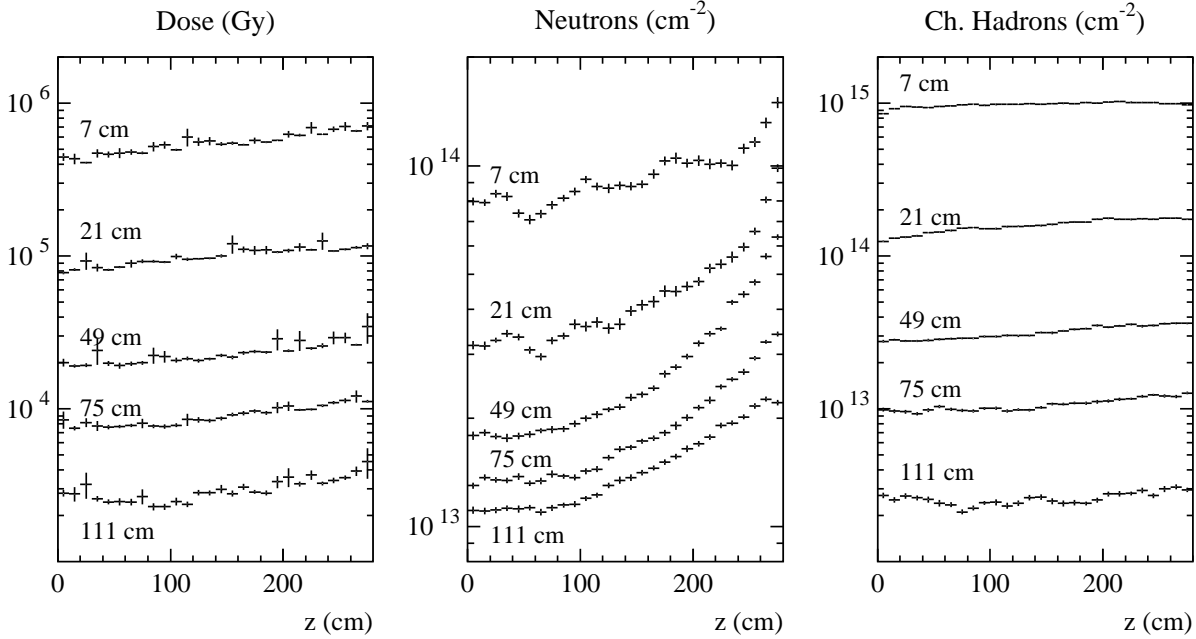 Dose (Gy)
10^6
7 cm
21 cm
10^5
49 cm
10^4
75 cm
111 cm
0 100 200
z (cm)
Neutrons (cm^-2)
10^14
7 cm
21 cm
49 cm
75 cm
10^13
111 cm
0 100 200
z (cm)
Ch. Hadrons (cm^-2)
10^15
7 cm
21 cm
10^14
49 cm
75 cm
10^13
111 cm
0 100 200
z (cm)